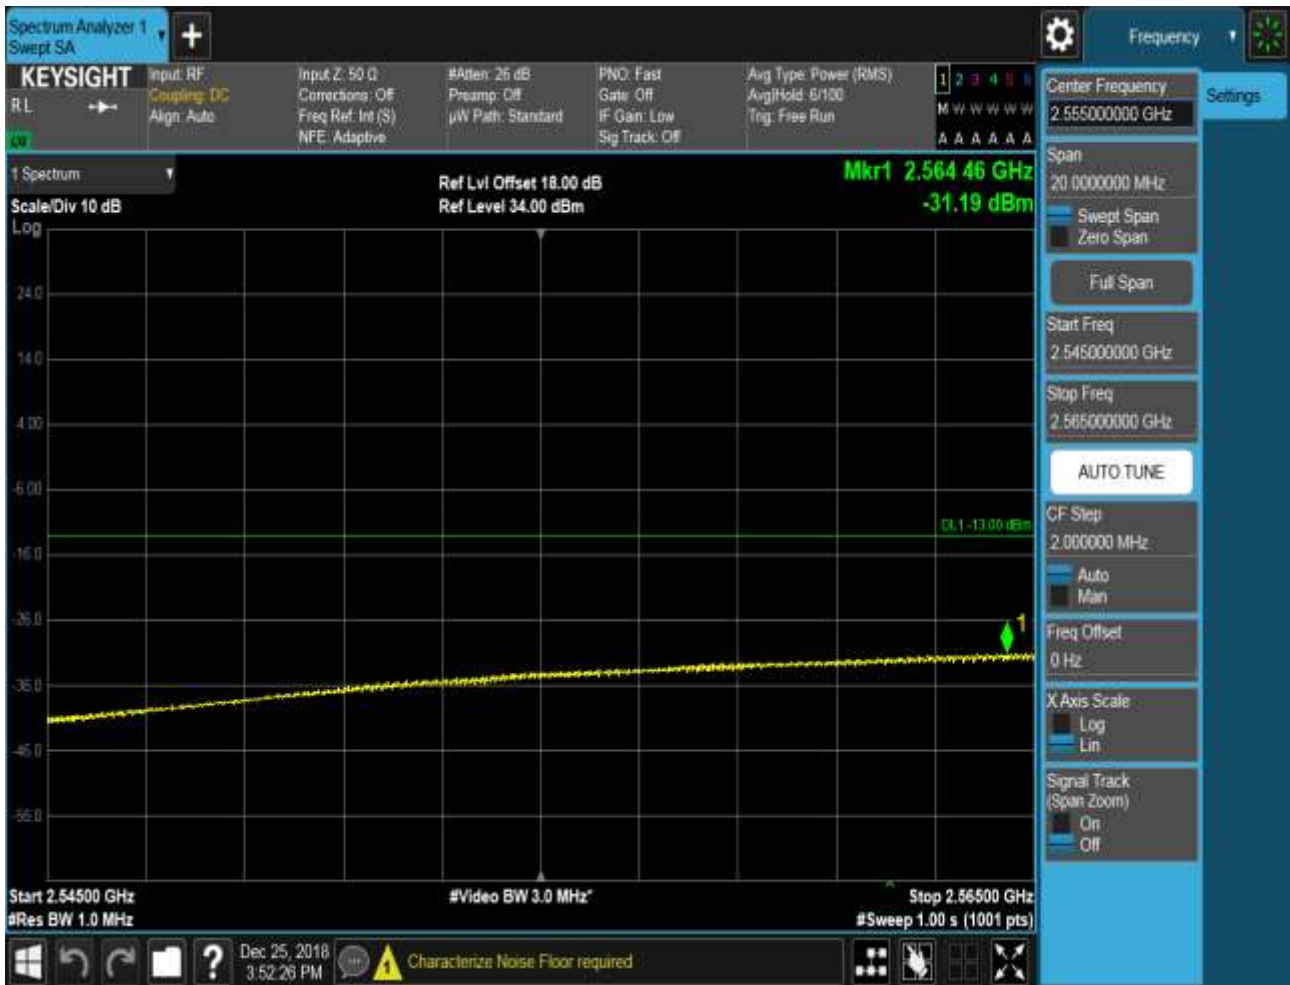 Spectrum Analyzer 1
Swept SA
Frequency
KEYSIGHT
Input: RF
Input Z: 50 Ω
#Atten: 26 dB
PNO: Fast
Avg Type: Power (RMS)
1 2 3 4 5 6
R L
Coupling: DC
Corrections: Off
Preamp: Off
Gate: Off
Avg|Hold: 6/100
M W W W W W
Align: Auto
Freq Ref: Int (S)
µW Path: Standard
IF Gain: Low
Trig: Free Run
NFE: Adaptive
Sig Track: Off
A A A A A A
Center Frequency
2.555000000 GHz
Settings
1 Spectrum
Ref Lvl Offset 18.00 dB
Mkr1 2.564 46 GHz
Scale/Div 10 dB
Ref Level 34.00 dBm
-31.19 dBm
Log
24.0
14.0
4.00
-6.00
DL1 -13.00 dBm
-16.0
-26.0
1
-36.0
-46.0
-56.0
Start 2.54500 GHz
#Video BW 3.0 MHz*
Stop 2.56500 GHz
#Res BW 1.0 MHz
#Sweep 1.00 s (1001 pts)
Span
20.0000000 MHz
Swept Span
Zero Span
Full Span
Start Freq
2.545000000 GHz
Stop Freq
2.565000000 GHz
AUTO TUNE
CF Step
2.000000 MHz
Auto
Man
Freq Offset
0 Hz
X Axis Scale
Log
Lin
Signal Track
(Span Zoom)
On
Off
?
Dec 25, 2018
3:52:26 PM
Characterize Noise Floor required